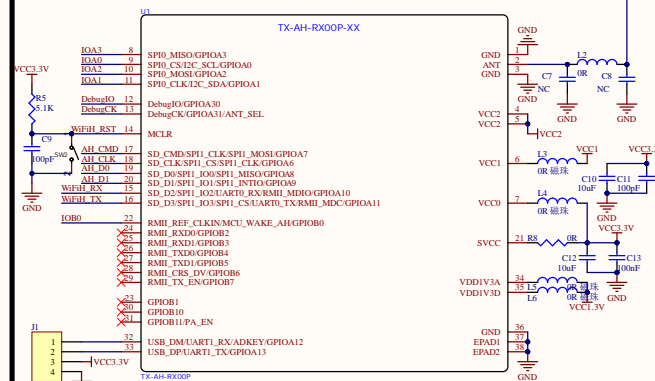 U1
TX-AH-RX00P-XX
IOA3 8 SPI0_MISO/GPIOA3
IOA0 9 SPI0_CS/I2C_SCL/GPIOA0
IOA2 10 SPI0_MOSI/GPIOA2
IOA1 11 SPI0_CLK/I2C_SDA/GPIOA1
DebugIO 12 DebugIO/GPIOA30
DebugCK 13 DebugCK/GPIOA31/ANT_SEL
WiFiH_RST 14 MCLR
AH_CMD 17 SD_CMD/SPI1_CLK/SPI1_MOSI/GPIOA7
AH_CLK 18 SD_CLK/SPI1_CS/SPI1_CLK/GPIOA6
AH_D0 19 SD_D0/SPI1_IO0/SPI1_MISO/GPIOA8
AH_D1 20 SD_D1/SPI1_IO1/SPI1_INTIO/GPIOA9
WiFiH_RX 15 SD_D2/SPI1_IO2/UART0_RX/RMII_MDIO/GPIOA10
WiFiH_TX 16 SD_D3/SPI1_IO3/SPI1_CS/UART0_TX/RMII_MDC/GPIOA11
IOB0 22 RMII_REF_CLKIN/MCU_WAKE_AH/GPIOB0
24 RMII_RXD0/GPIOB2
25 RMII_RXD1/GPIOB3
26 RMII_TXD0/GPIOB4
27 RMII_TXD1/GPIOB5
28 RMII_CRS_DV/GPIOB6
29 RMII_TX_EN/GPIOB7
23 GPIOB1
30 GPIOB10
31 GPIOB11/PA_EN
32 USB_DM/UART1_RX/ADKEY/GPIOA12
33 USB_DP/UART1_TX/GPIOA13
TX-AH-RX00P
VCC3.3V
R5
5.1K
C9
100pF
SW2
2
GND
J1
1
2
3 VCC3.3V
4
GND
GND 1
ANT 2
GND 3
GND
L2
0R
C7
NC
C8
NC
GND
GND
VCC2 4
VCC2 5
VCC2
VCC1 6
L3
0R 磁珠
VCC1
VCC3.
C10
10uF
C11
100pF
GND
VCC0 7
L4
0R 磁珠
VCC3.3V
SVCC 21 R8 0R
C12
10uF
C13
100nF
GND
VDD1V3A 34
VDD1V3D 35
L5 0R 磁珠
L6 0R 磁珠
VCC1.3V
GND 36
EPAD1 37
EPAD2 38
GND